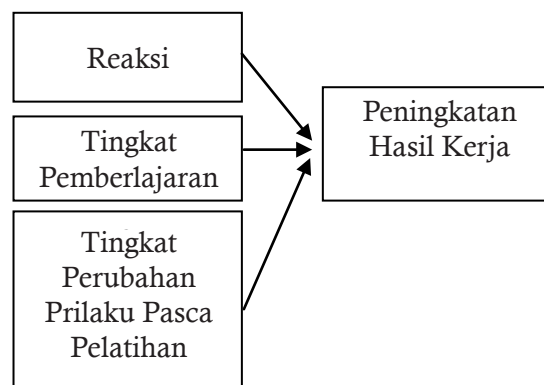 Reaksi
Tingkat
Pemberlajaran
Tingkat
Perubahan
Prilaku Pasca
Pelatihan
Peningkatan
Hasil Kerja